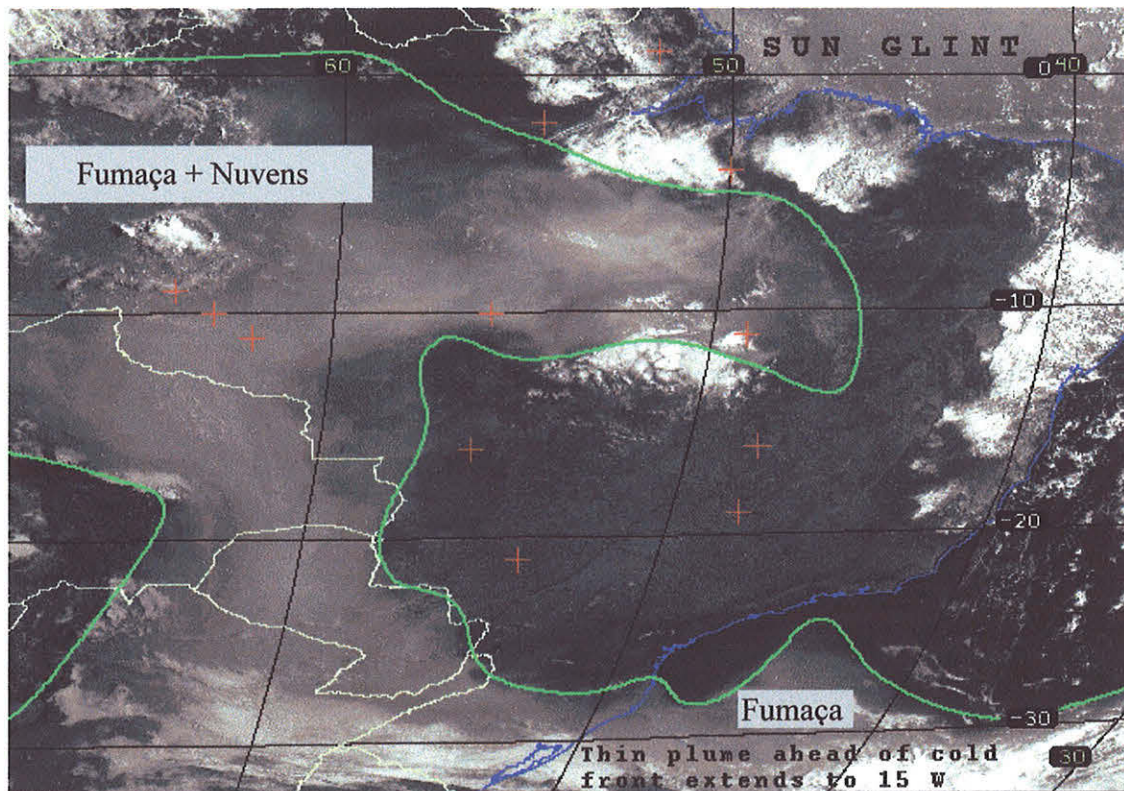 SUN GLINT
60
50
0
40
Fumaça + Nuvens
-10
-20
Fumaça
-30
Thin plume ahead of cold
front extends to 15 W
30